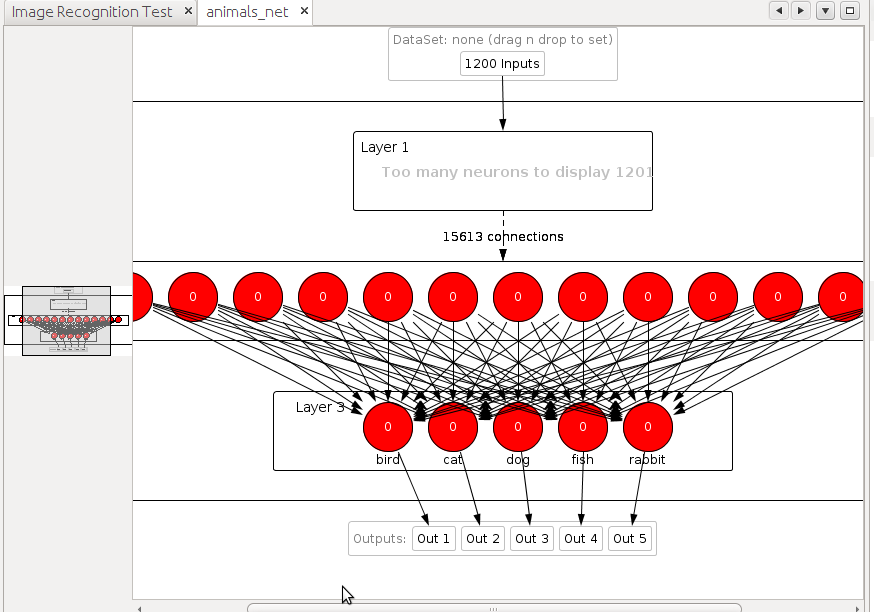 Image Recognition Test × animals_net ×
DataSet: none (drag n drop to set)
1200 Inputs
Layer 1
Too many neurons to display 1201
15613 connections
0 0 0 0 0 0 0 0 0 0 0
Layer 3
0 0 0 0 0
bird cat dog fish rabbit
Outputs: Out 1 Out 2 Out 3 Out 4 Out 5